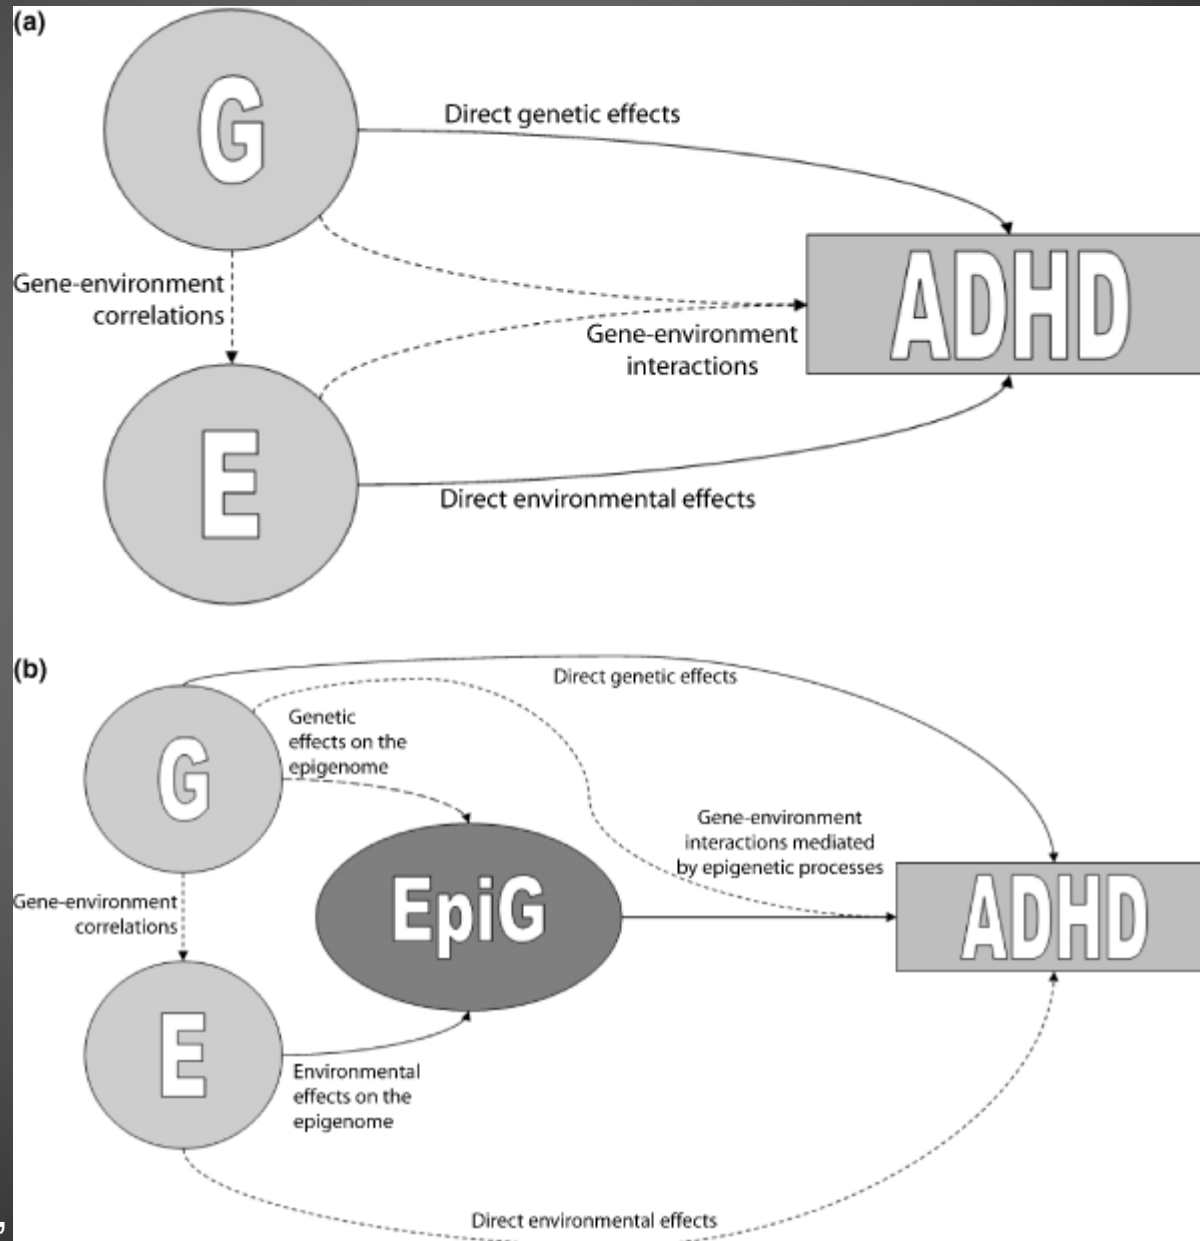 (a)
G
Direct genetic effects
Gene-environment
correlations
ADHD
Gene-environment
interactions
E
Direct environmental effects
(b)
Direct genetic effects
G
Genetic
effects on the
epigenome
Gene-environment
interactions mediated
by epigenetic processes
EpiG
ADHD
Gene-environment
correlations
E
Environmental
effects on the
epigenome
Direct environmental effects
,